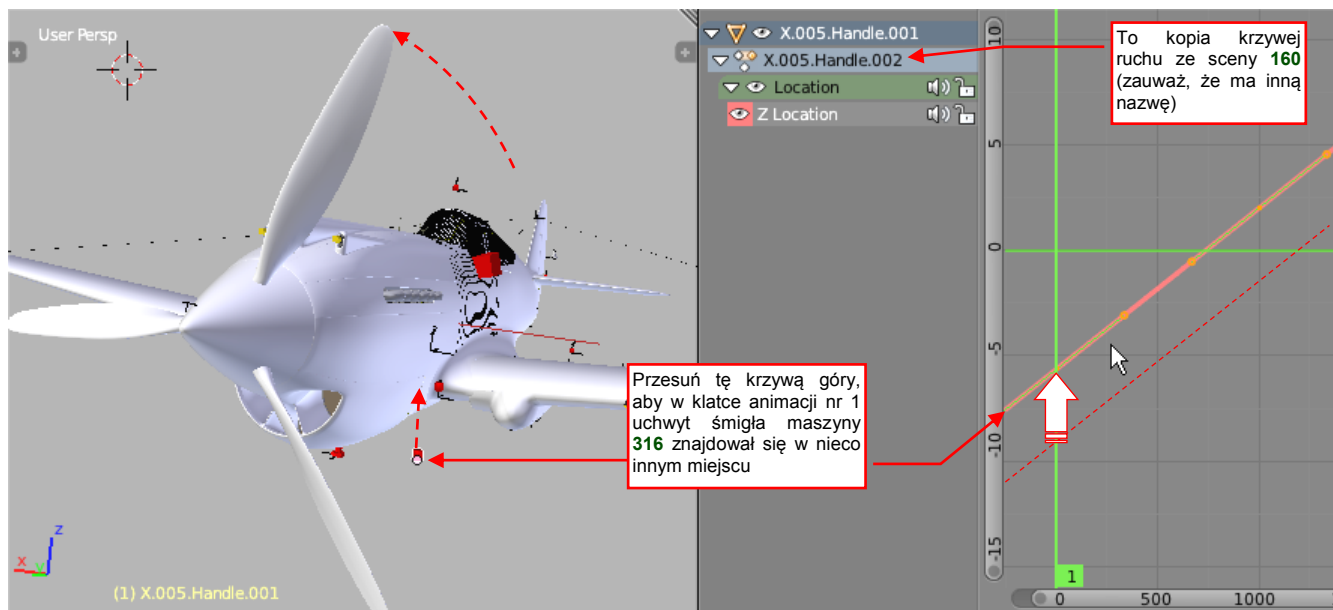 User Persp
X.005.Handle.001
X.005.Handle.002
Location
Z Location
To kopia krzywej
ruchu ze sceny 160
(zauważ, że ma inną
nazwę)
Przesuń tę krzywą góry,
aby w klatce animacji nr 1
uchwyt śmigła maszyny
316 znajdował się w nieco
innym miejscu
10
5
0
-5
-10
-15
1
0
500
1000
z
x
y
(1) X.005.Handle.001